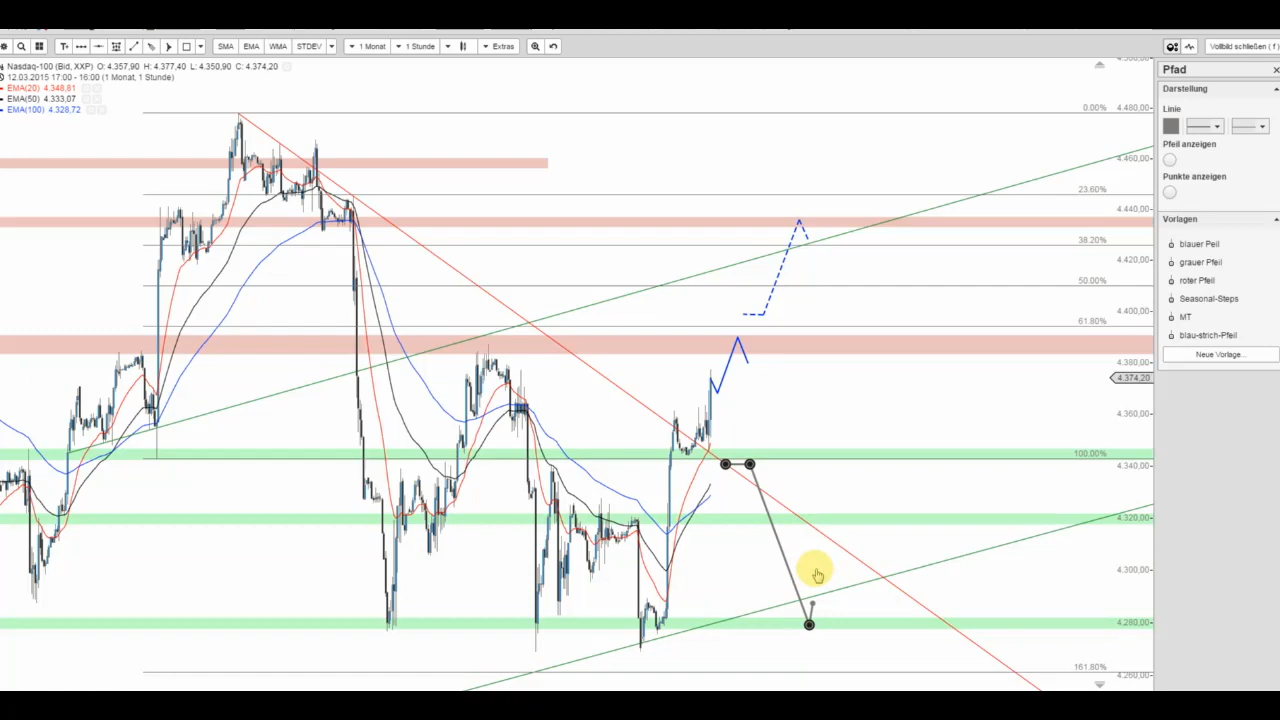 SMA EMA WMA STDEV 1 Monat 1 Stunde Extras Vollbild schließen ( f )
Nasdaq-100 (Bid, XXP) O: 4.357,90 H: 4.377,40 L: 4.350,90 C: 4.374,20
12.03.2015 17:00 - 16:00 (1 Monat, 1 Stunde)
EMA(20) 4.348,81
EMA(50) 4.333,07
EMA(100) 4.328,72
0.00%
23.60%
38.20%
50.00%
61.80%
100.00%
161.80%
4.480,00
4.460,00
4.440,00
4.420,00
4.400,00
4.380,00
4.374,20
4.360,00
4.340,00
4.320,00
4.300,00
4.280,00
4.260,00
Pfad
Darstellung
Linie
Pfeil anzeigen
Punkte anzeigen
Vorlagen
blauer Peil
grauer Pfeil
roter Pfeil
Seasonal-Steps
MT
blau-strich-Pfeil
Neue Vorlage...